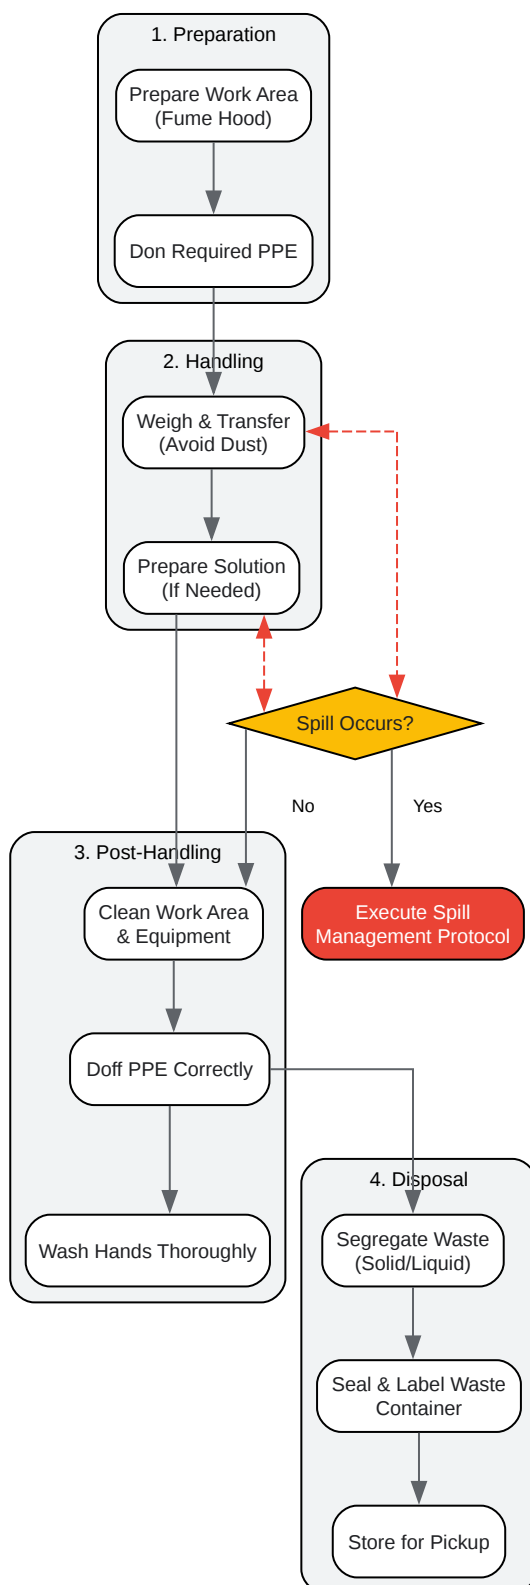 1. Preparation
Prepare Work Area
(Fume Hood)
Don Required PPE
2. Handling
Weigh & Transfer
(Avoid Dust)
Prepare Solution
(If Needed)
Spill Occurs?
No
Yes
3. Post-Handling
Clean Work Area
& Equipment
Execute Spill
Management Protocol
Doff PPE Correctly
Wash Hands Thoroughly
4. Disposal
Segregate Waste
(Solid/Liquid)
Seal & Label Waste
Container
Store for Pickup